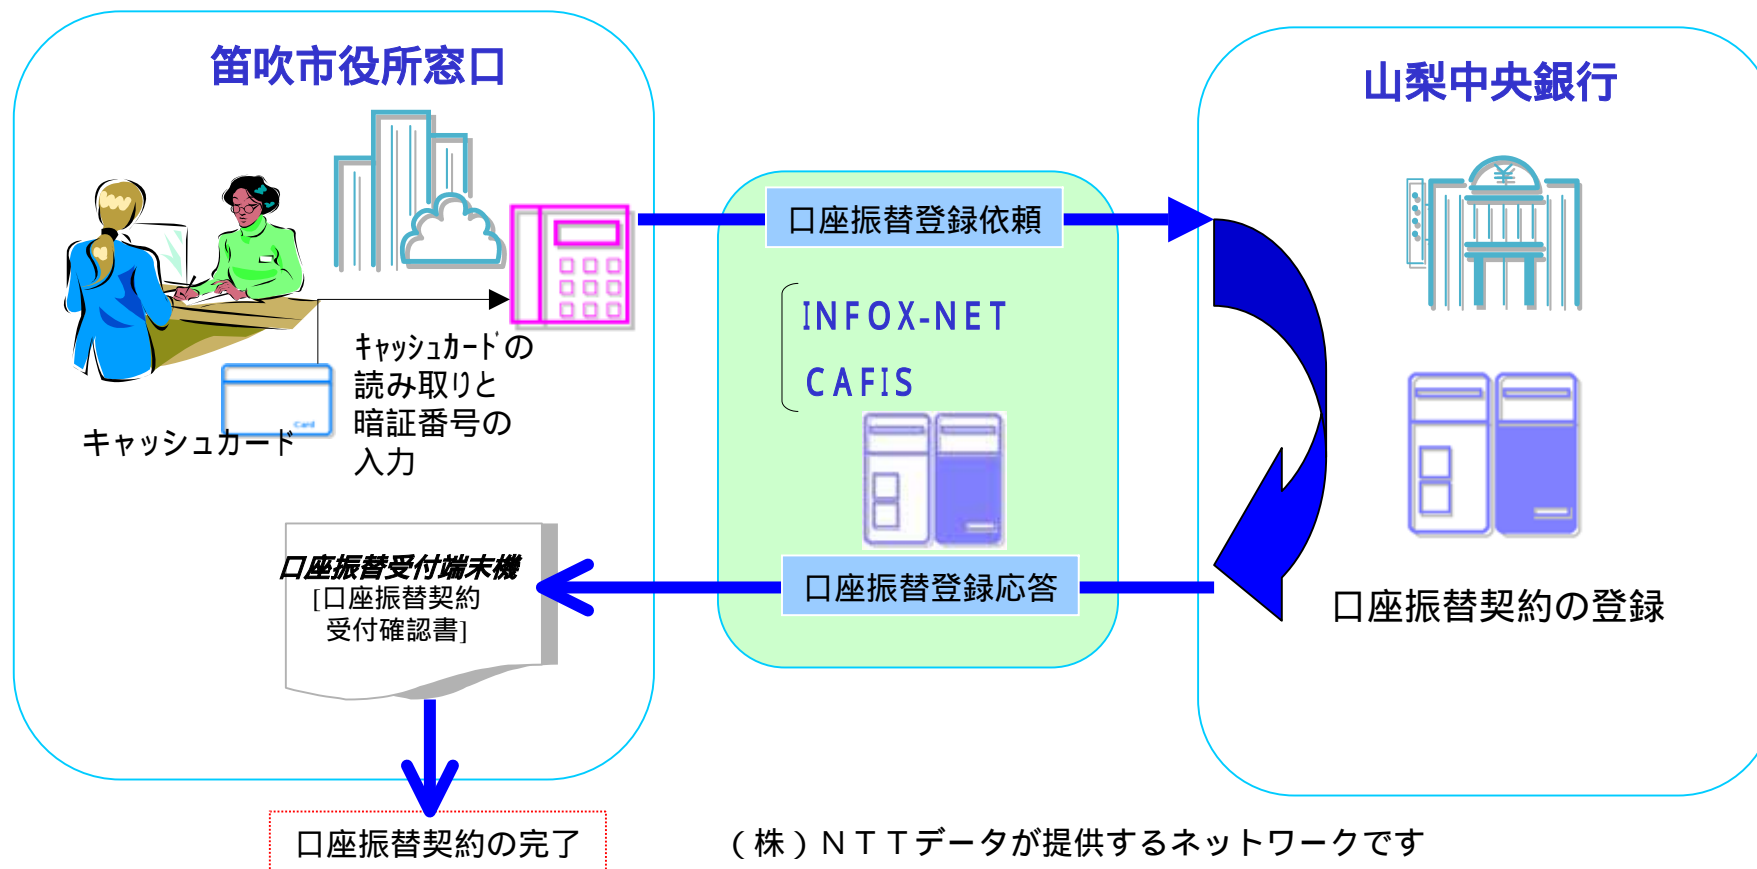 笛吹市役所窓口
山梨中央銀行
口座振替登録依頼
INFOX-NET
CAFIS
ｷｬｯｼｭｶｰﾄﾞの
読み取りと
暗証番号の
入力
Card
キャッシュカード
口座振替受付端末機
[口座振替契約
受付確認書]
口座振替登録応答
口座振替契約の登録
口座振替契約の完了
（株）ＮＴＴデータが提供するネットワークです